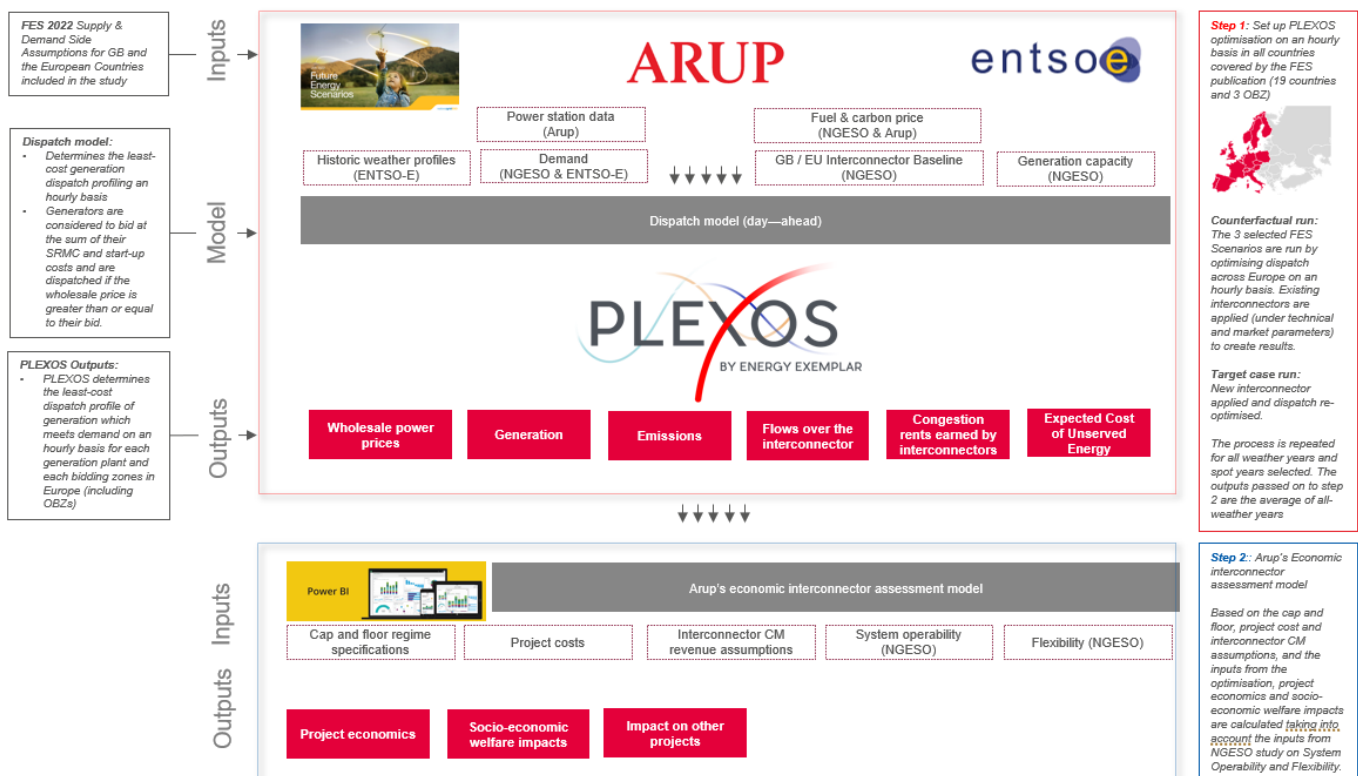 FES 2022 Supply &
Demand Side
Assumptions for GB and
the European Countries
included in the study
Inputs
Future
Energy
Scenarios
ARUP
entsoe
Power station data
(Arup)
Fuel & carbon price
(NGESO & Arup)
Historic weather profiles
(ENTSO-E)
Demand
(NGESO & ENTSO-E)
GB / EU Interconnector Baseline
(NGESO)
Generation capacity
(NGESO)
Step 1: Set up PLEXOS
optimisation on an hourly
basis in all countries
covered by the FES
publication (19 countries
and 3 OBZ)
Counterfactual run:
The 3 selected FES
Scenarios are run by
optimising dispatch
across Europe on an
hourly basis. Existing
interconnectors are
applied (under technical
and market parameters)
to create results.
Target case run:
New interconnector
applied and dispatch re-
optimised.
The process is repeated
for all weather years and
spot years selected. The
outputs passed on to step
2 are the average of all-
weather years
Dispatch model:
• Determines the least-
cost generation
dispatch profiling an
hourly basis
• Generators are
considered to bid at
the sum of their
SRMC and start-up
costs and are
dispatched if the
wholesale price is
greater than or equal
to their bid.
Model
Dispatch model (day—ahead)
PLEXOS
BY ENERGY EXEMPLAR
PLEXOS Outputs:
• PLEXOS determines
the least-cost
dispatch profile of
generation which
meets demand on an
hourly basis for each
generation plant and
each bidding zones in
Europe (including
OBZs)
Outputs
Wholesale power
prices
Generation
Emissions
Flows over the
interconnector
Congestion
rents earned by
interconnectors
Expected Cost
of Unserved
Energy
Inputs
Power BI
Arup's economic interconnector assessment model
Cap and floor regime
specifications
Project costs
Interconnector CM
revenue assumptions
System operability
(NGESO)
Flexibility (NGESO)
Outputs
Project economics
Socio-economic
welfare impacts
Impact on other
projects
Step 2:: Arup's Economic
interconnector
assessment model
Based on the cap and
floor, project cost and
interconnector CM
assumptions, and the
inputs from the
optimisation, project
economics and socio-
economic welfare impacts
are calculated taking into
account the inputs from
NGESO study on System
Operability and Flexibility.